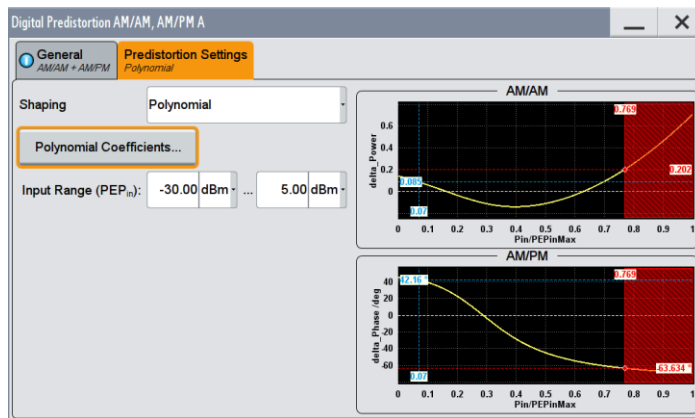 Digital Predistortion AM/AM, AM/PM A
General
AM/AM + AM/PM
Predistortion Settings
Polynomial
Shaping
Polynomial
Polynomial Coefficients...
Input Range (PEPin):
-30.00 dBm ... 5.00 dBm
AM/AM
0.769
delta_Power
0.6
0.4
0.2
0
-0.2
0.085
0.202
0.07
0 0.1 0.2 0.3 0.4 0.5 0.6 0.7 0.8 0.9 1
Pin/PEPinMax
AM/PM
42.16 °
0.769
delta_Phase /deg
40
20
0
-20
-40
-60
-63.634 °
0.07
0 0.1 0.2 0.3 0.4 0.5 0.6 0.7 0.8 0.9 1
Pin/PEPinMax